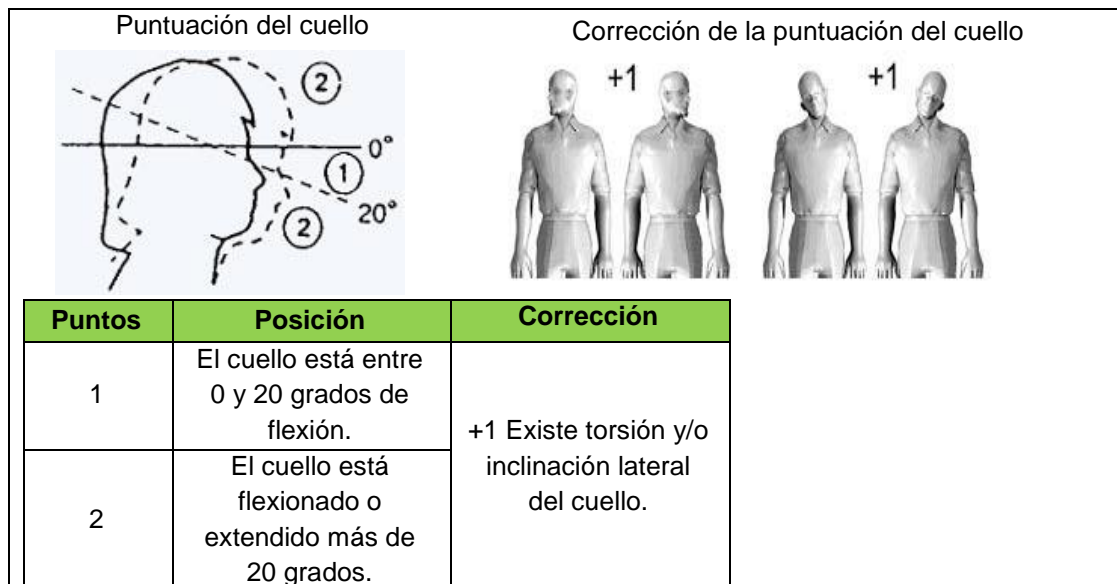 Puntuación del cuello
Corrección de la puntuación del cuello
2
0°
1
20°
2
+1
+1
Puntos Posición Corrección
1
El cuello está entre
0 y 20 grados de
flexión.
2
El cuello está
flexionado o
extendido más de
20 grados.
+1 Existe torsión y/o
inclinación lateral
del cuello.